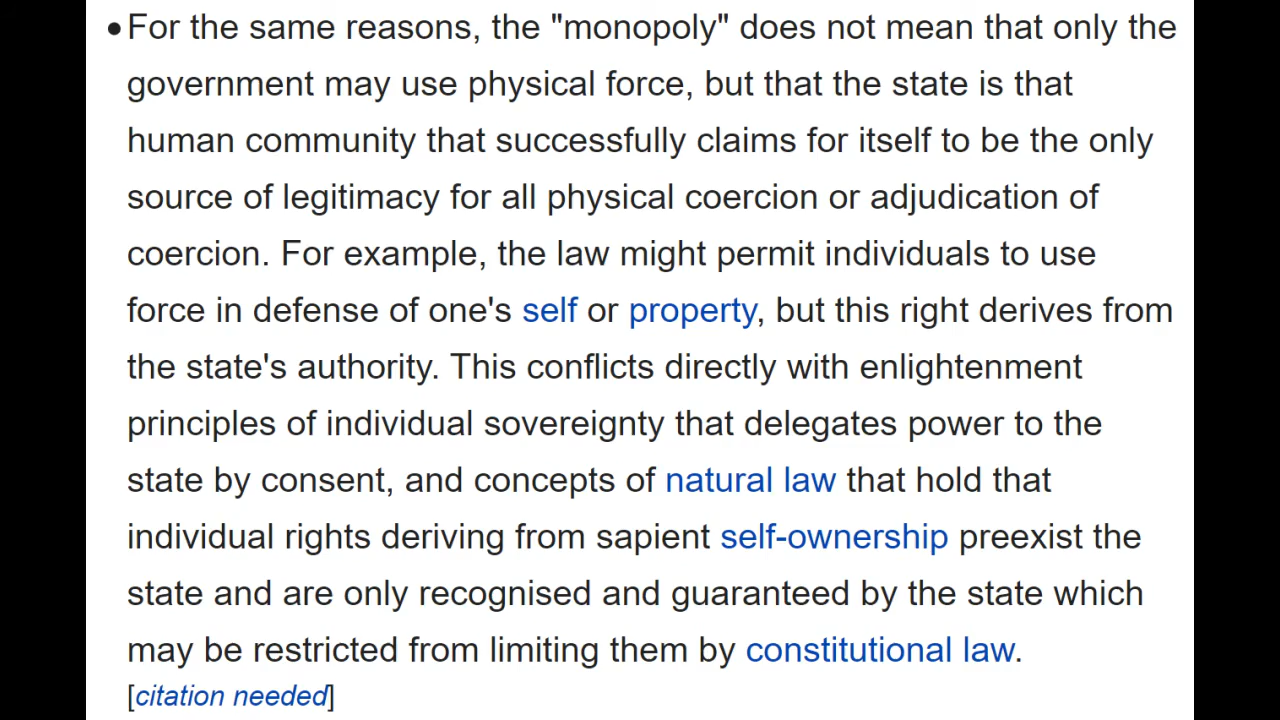 • For the same reasons, the "monopoly" does not mean that only the
government may use physical force, but that the state is that
human community that successfully claims for itself to be the only
source of legitimacy for all physical coercion or adjudication of
coercion. For example, the law might permit individuals to use
force in defense of one's self or property, but this right derives from
the state's authority. This conflicts directly with enlightenment
principles of individual sovereignty that delegates power to the
state by consent, and concepts of natural law that hold that
individual rights deriving from sapient self-ownership preexist the
state and are only recognised and guaranteed by the state which
may be restricted from limiting them by constitutional law.
[citation needed]